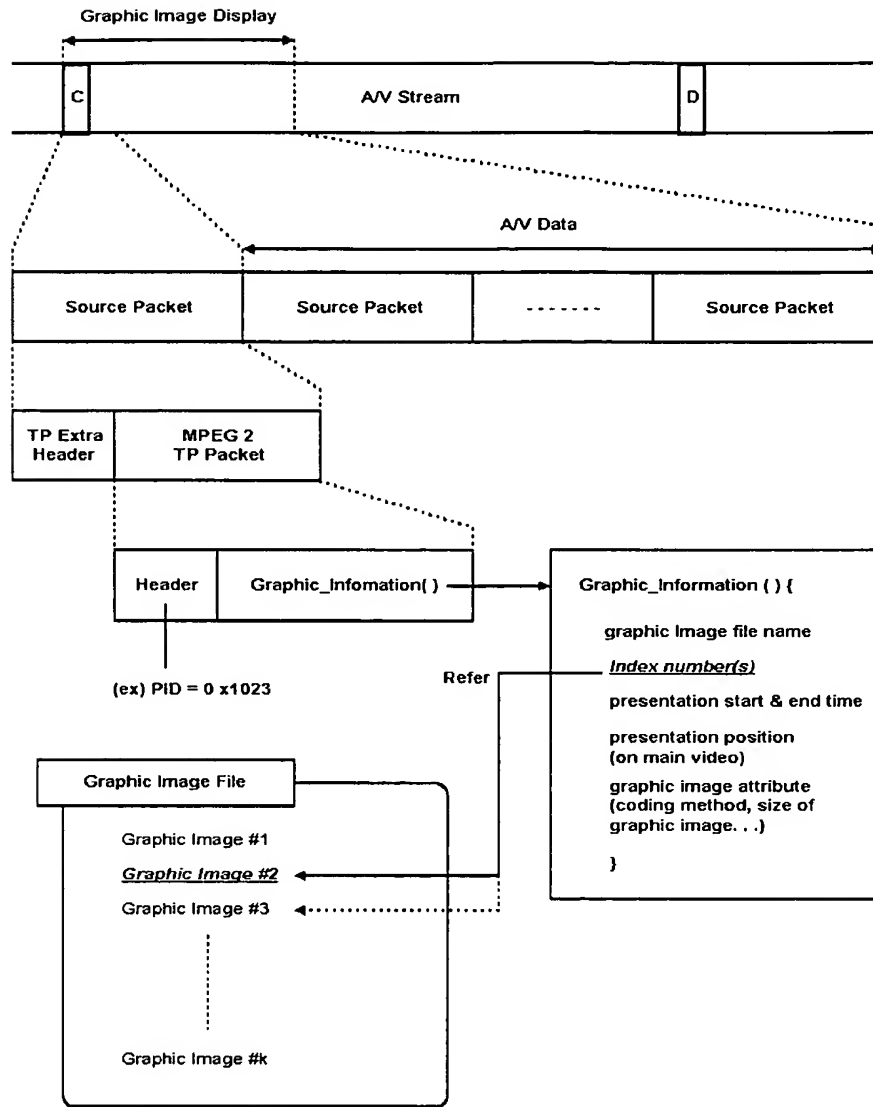 Graphic Image Display
C
A/V Stream
D
A/V Data
Source Packet
Source Packet
-------
Source Packet
TP Extra
Header
MPEG 2
TP Packet
Header
Graphic_Infomation( )
(ex) PID = 0 x1023
Refer
Graphic_Information ( ) {
graphic Image file name
Index number(s)
presentation start & end time
presentation position
(on main video)
graphic image attribute
(coding method, size of
graphic image. . .)
}
Graphic Image File
Graphic Image #1
Graphic Image #2
Graphic Image #3
Graphic Image #k